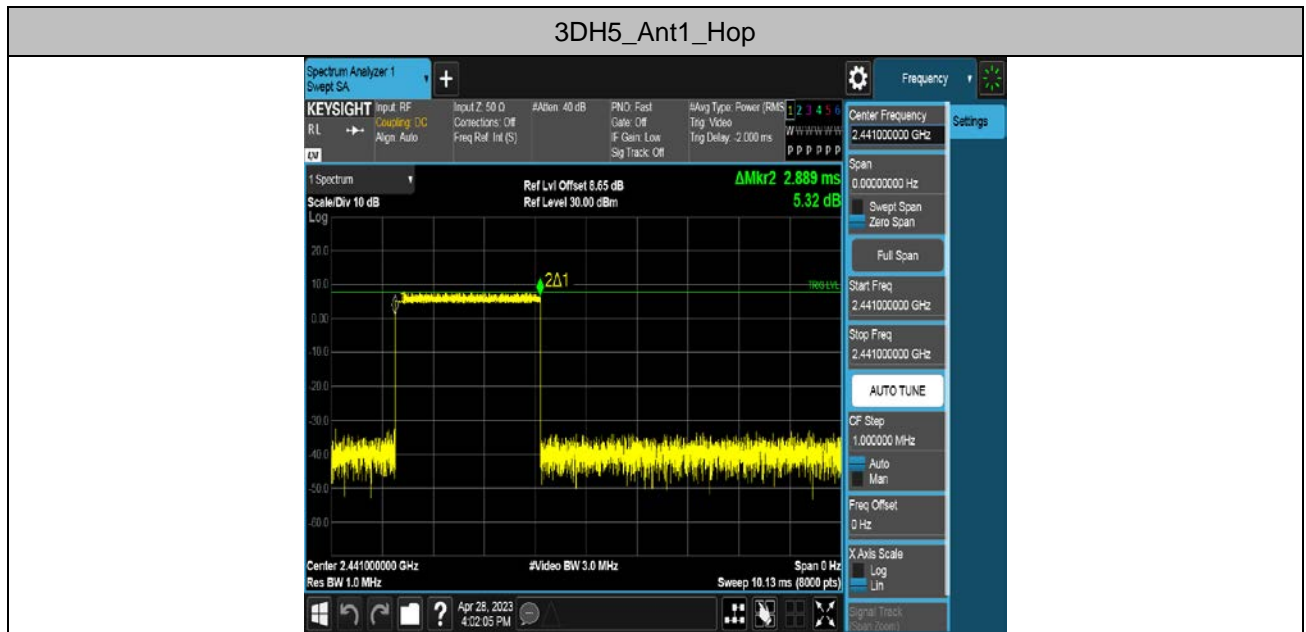 3DH5_Ant1_Hop
Spectrum Analyzer 1
Swept SA
+
Frequency
KEYSIGHT
RL
Input: RF
Coupling: DC
Align: Auto
Input Z: 50 Ω
Corrections: Off
Freq Ref: Int (S)
#Atten: 40 dB
PNO: Fast
Gate: Off
IF Gain: Low
Sig Track: Off
#Avg Type: Power (RMS
Trig: Video
Trig Delay: -2.000 ms
1 2 3 4 5 6
W W W W W W
P P P P P P
Center Frequency
2.441000000 GHz
Settings
Span
0.00000000 Hz
Swept Span
Zero Span
Full Span
Start Freq
2.441000000 GHz
Stop Freq
2.441000000 GHz
AUTO TUNE
CF Step
1.000000 MHz
Auto
Man
Freq Offset
0 Hz
X Axis Scale
Log
Lin
Signal Track
(Span Zoom)
1 Spectrum
Scale/Div 10 dB
Log
Ref Lvl Offset 8.65 dB
Ref Level 30.00 dBm
ΔMkr2 2.889 ms
5.32 dB
20.0
10.0
0.00
-10.0
-20.0
-30.0
-40.0
-50.0
-60.0
2Δ1
TRIG LVL
Center 2.441000000 GHz
Res BW 1.0 MHz
#Video BW 3.0 MHz
Span 0 Hz
Sweep 10.13 ms (8000 pts)
?
Apr 28, 2023
4:02:05 PM